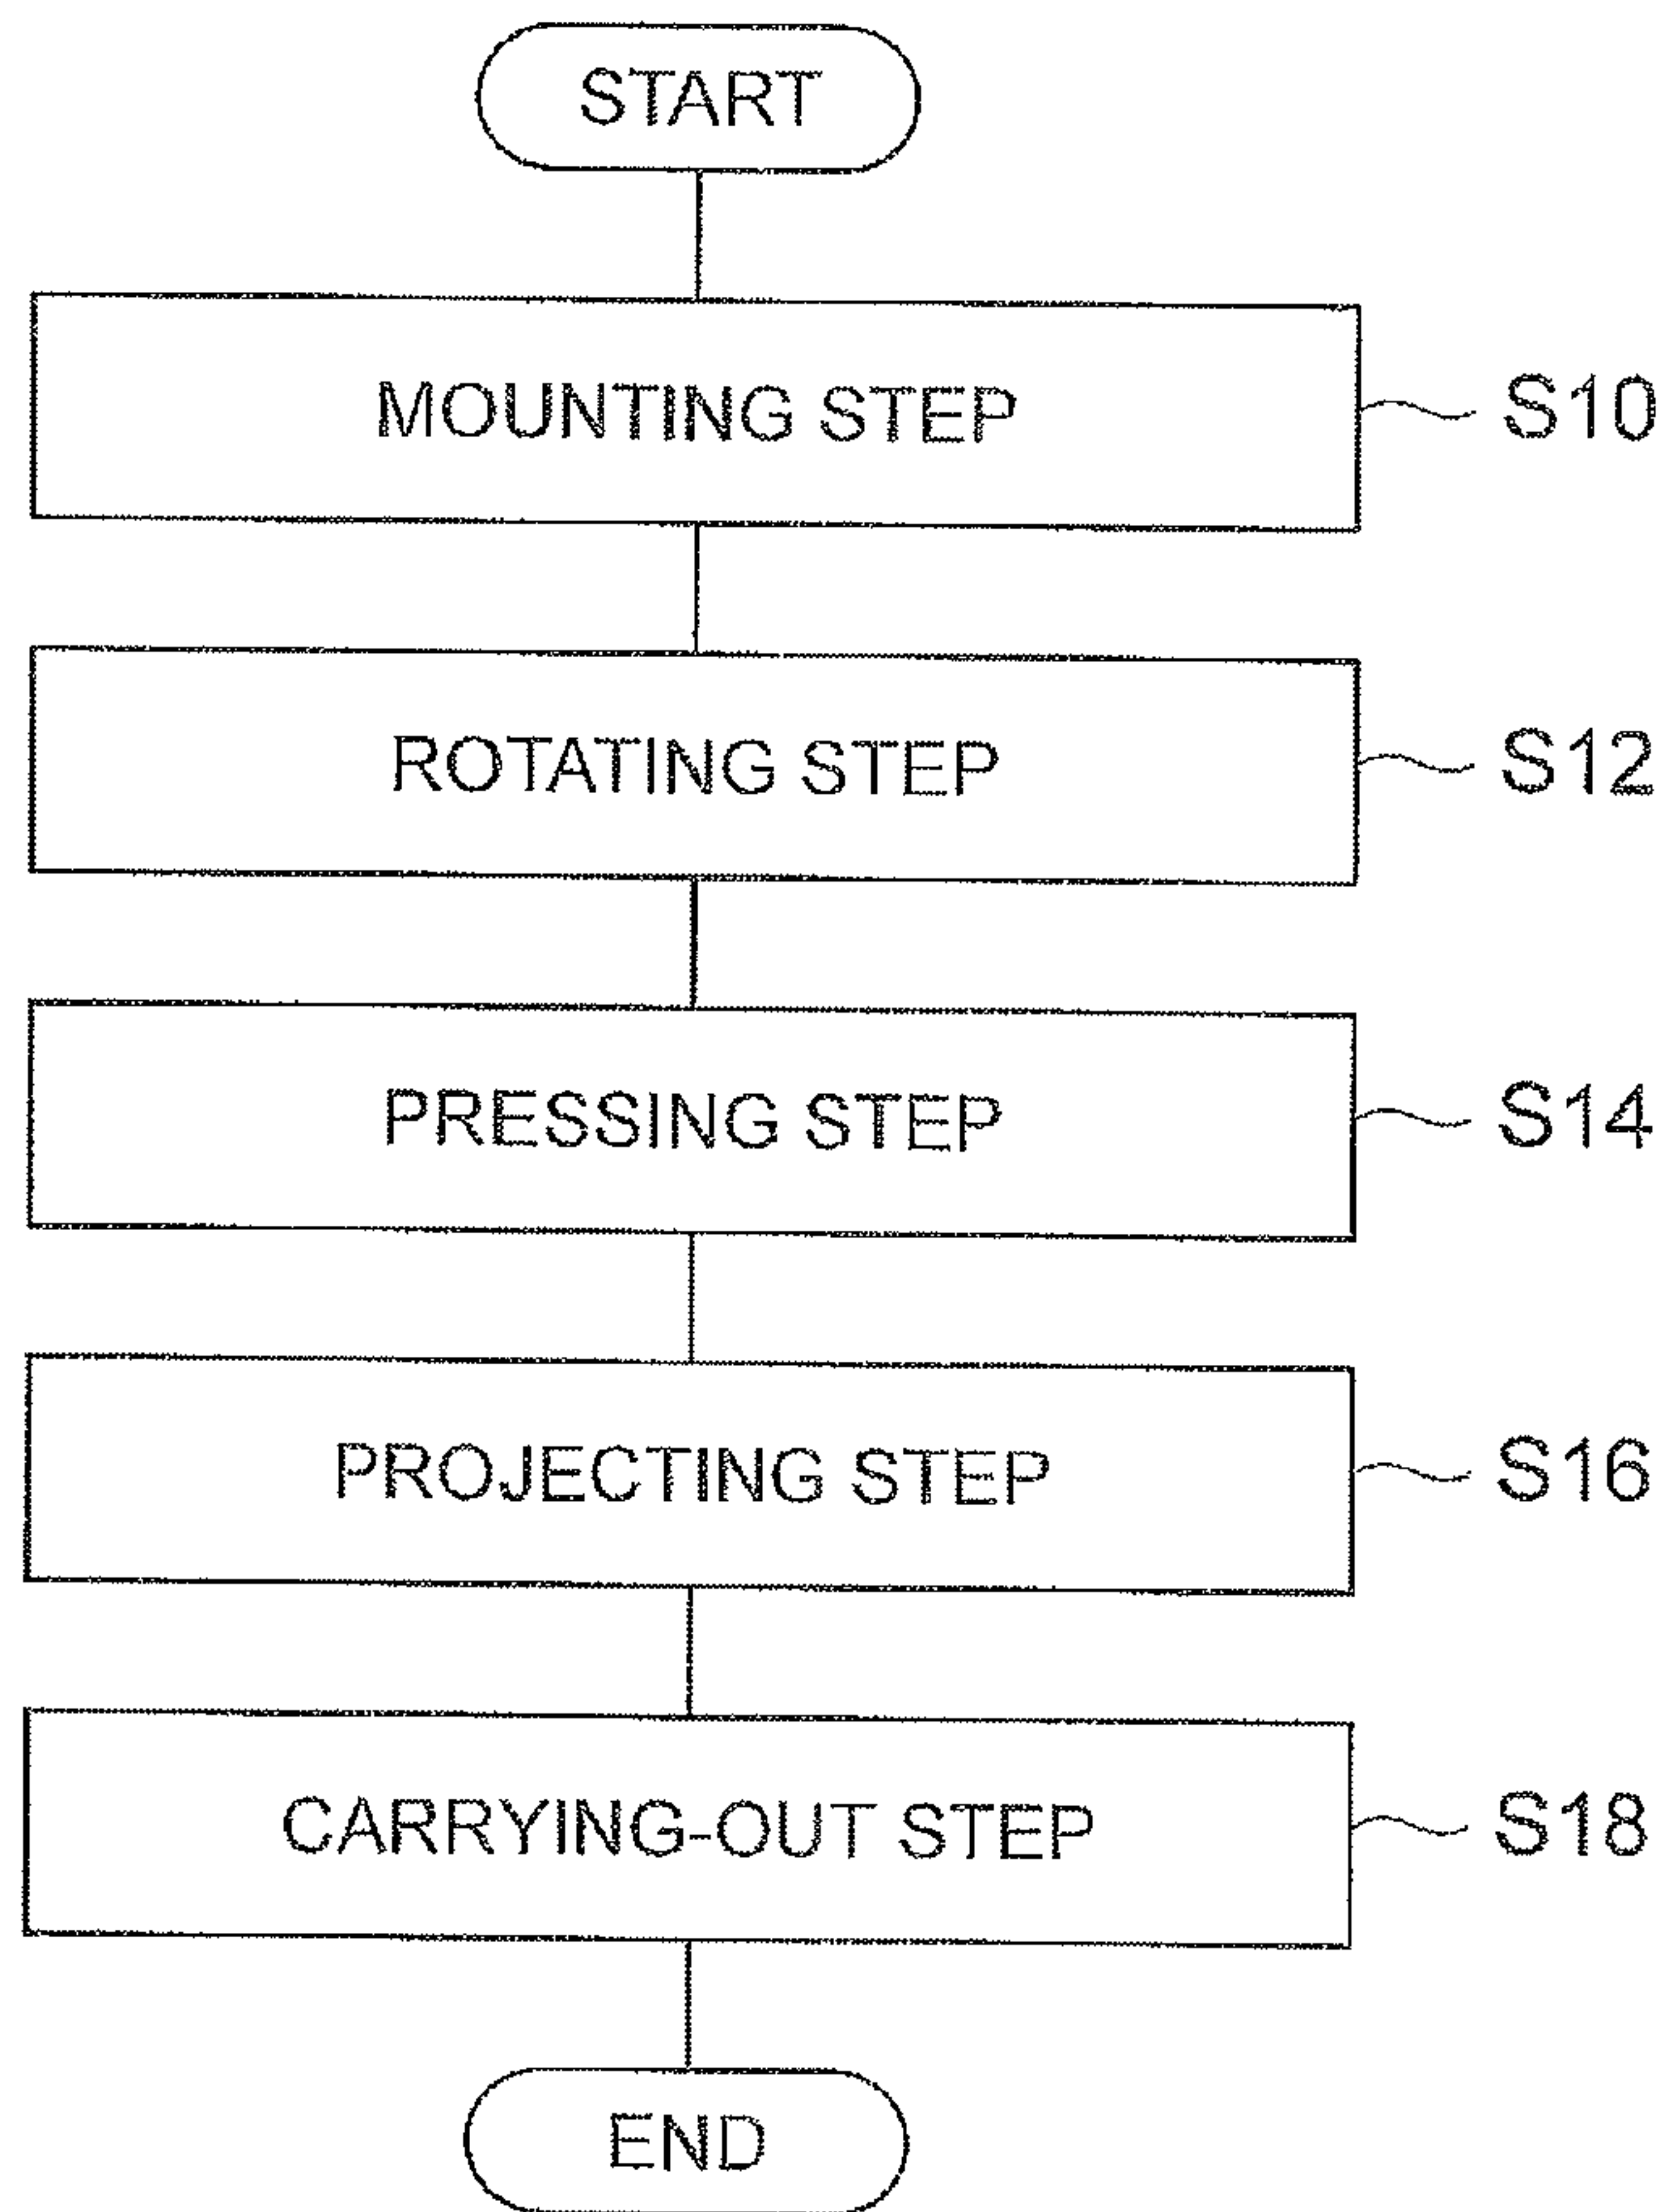 START
MOUNTING STEP S10
ROTATING STEP S12
PRESSING STEP S14
PROJECTING STEP S16
CARRYING-OUT STEP S18
END